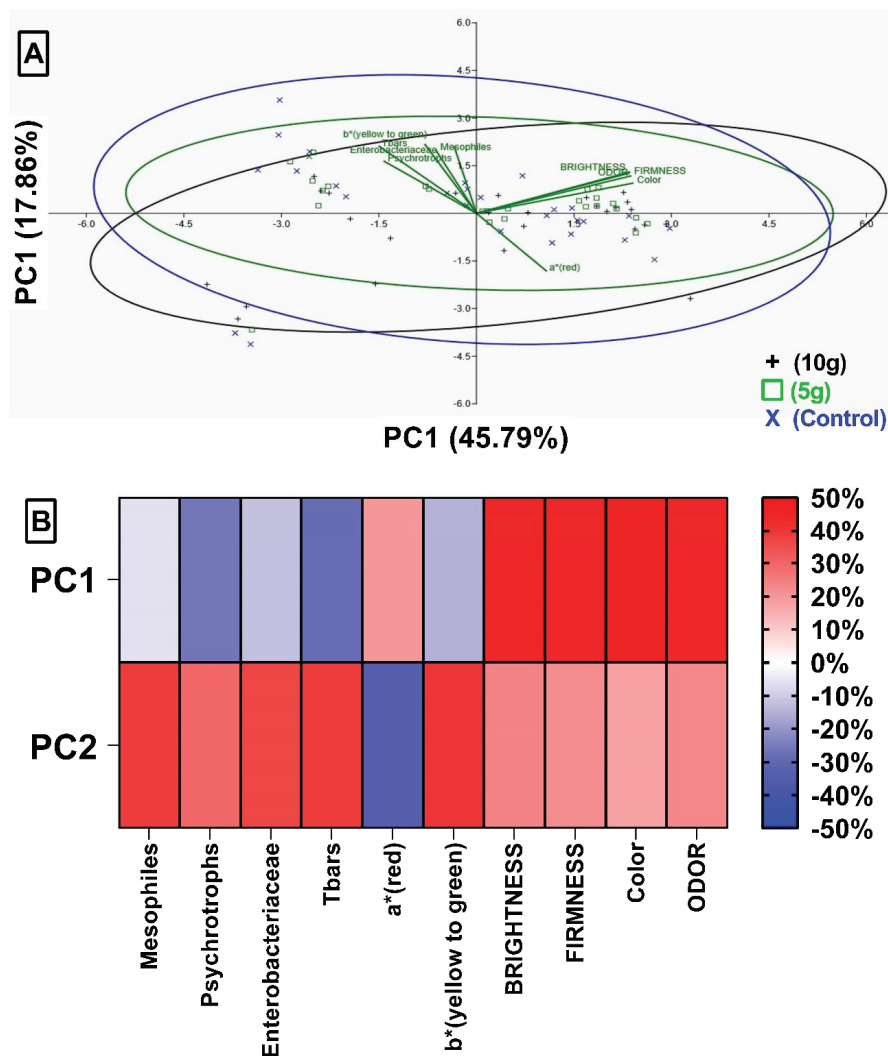 A
6.0
4.5
3.0
1.5
-6.0
-4.5
-3.0
-1.5
1.5
3.0
4.5
6.0
-1.5
-3.0
-4.5
-6.0
b*(yellow to green)
Tbars
Enterobacteriaceae
Mesophiles
Psychrotrophs
BRIGHTNESS
ODOR
FIRMNESS
Color
a*(red)
PC1 (17.86%)
+ (10g)
(5g)
X (Control)
PC1 (45.79%)
B
PC1
PC2
50%
40%
30%
20%
10%
0%
-10%
-20%
-30%
-40%
-50%
Mesophiles
Psychrotrophs
Enterobacteriaceae
Tbars
a*(red)
b*(yellow to green)
BRIGHTNESS
FIRMNESS
Color
ODOR